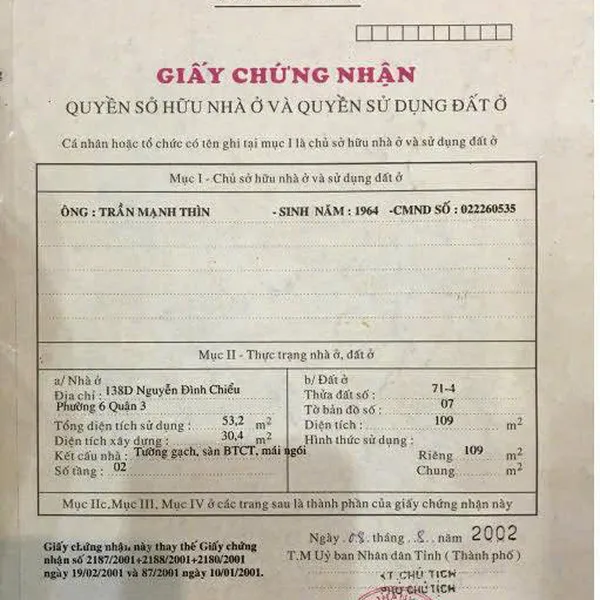 GIẤY CHỨNG NHẬN
QUYỀN SỞ HỮU NHÀ Ở VÀ QUYỀN SỬ DỤNG ĐẤT Ở
Cá nhân hoặc tổ chức có tên ghi tại mục I là chủ sở hữu nhà ở và sử dụng đất ở
Mục I - Chủ sở hữu nhà ở và sử dụng đất ở
ÔNG : TRẦN MẠNH THÌN - SINH NĂM : 1964 -CMND SỐ : 022260535
Mục II - Thực trạng nhà ở, đất ở
a/ Nhà ở
Địa chỉ : 138D Nguyễn Đình Chiểu
Phường 6 Quận 3
Tổng diện tích sử dụng : 53,2 m²
Diện tích xây dựng : 30,4 m²
Kết cấu nhà : Tường gạch, sàn BTCT, mái ngói
Số tầng : 02
b/ Đất ở
Thửa đất số : 71-4
Tờ bản đồ số : 07
Diện tích : 109 m²
Hình thức sử dụng :
Riêng 109 m²
Chung m²
Mục IIc, Mục III, Mục IV ở các trang sau là thành phần của giấy chứng nhận này
Giấy chứng nhận này thay thế Giấy chứng
nhận số 2187/2001+2188/2001+2180/2001
ngày 19/02/2001 và 87/2001 ngày 10/01/2001.
Ngày 08 tháng 8 năm 2002
T.M Uỷ ban Nhân dân Tỉnh ( Thành phố )
KT.CHỦ TỊCH
PHÓ CHỦ TỊCH